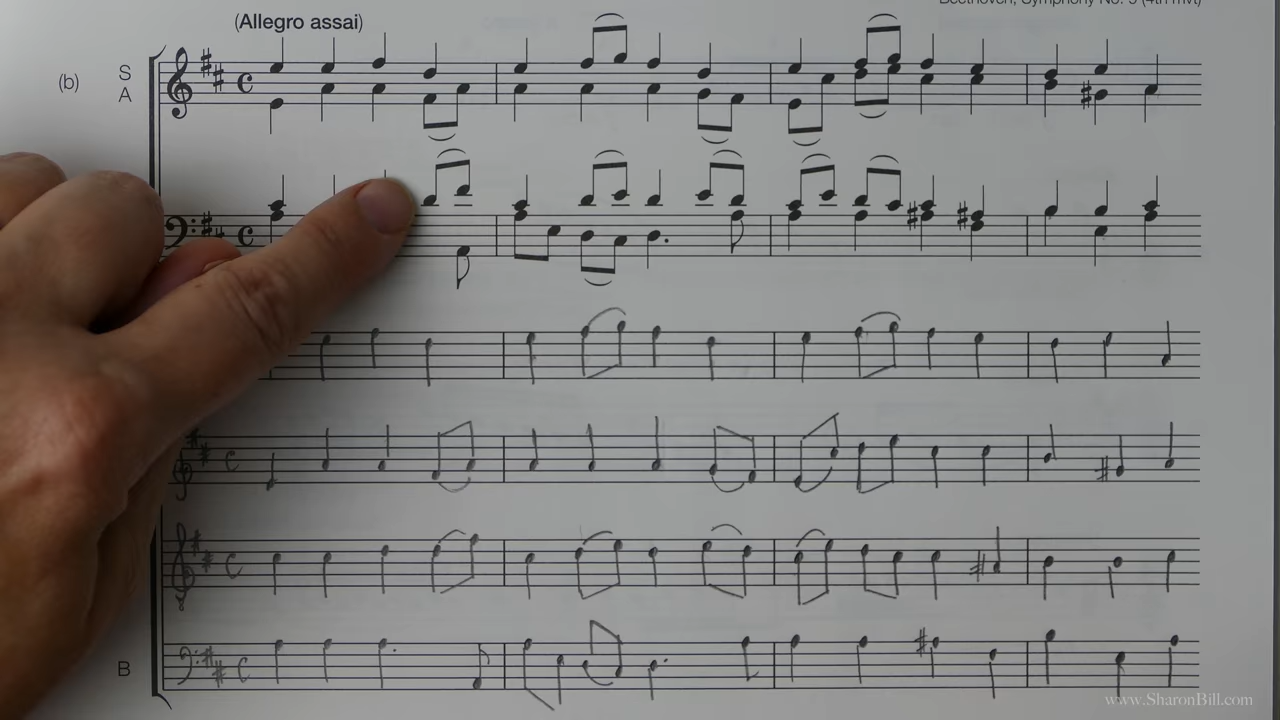 Beethoven, Symphony No. 9 (4th mvt)
(Allegro assai)
(b)
S
A
B
www.SharonBill.com